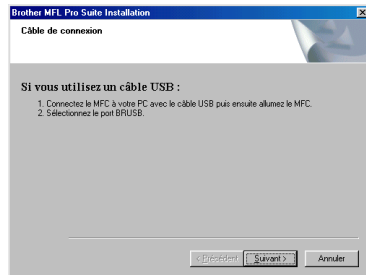 Brother MFL Pro Suite Installation
Câble de connexion
Si vous utilisez un câble USB :
1. Connectez le MFC à votre PC avec le câble USB puis ensuite allumez le MFC.
2. Sélectionnez le port BRUSB.
< Précédent Suivant > Annuler